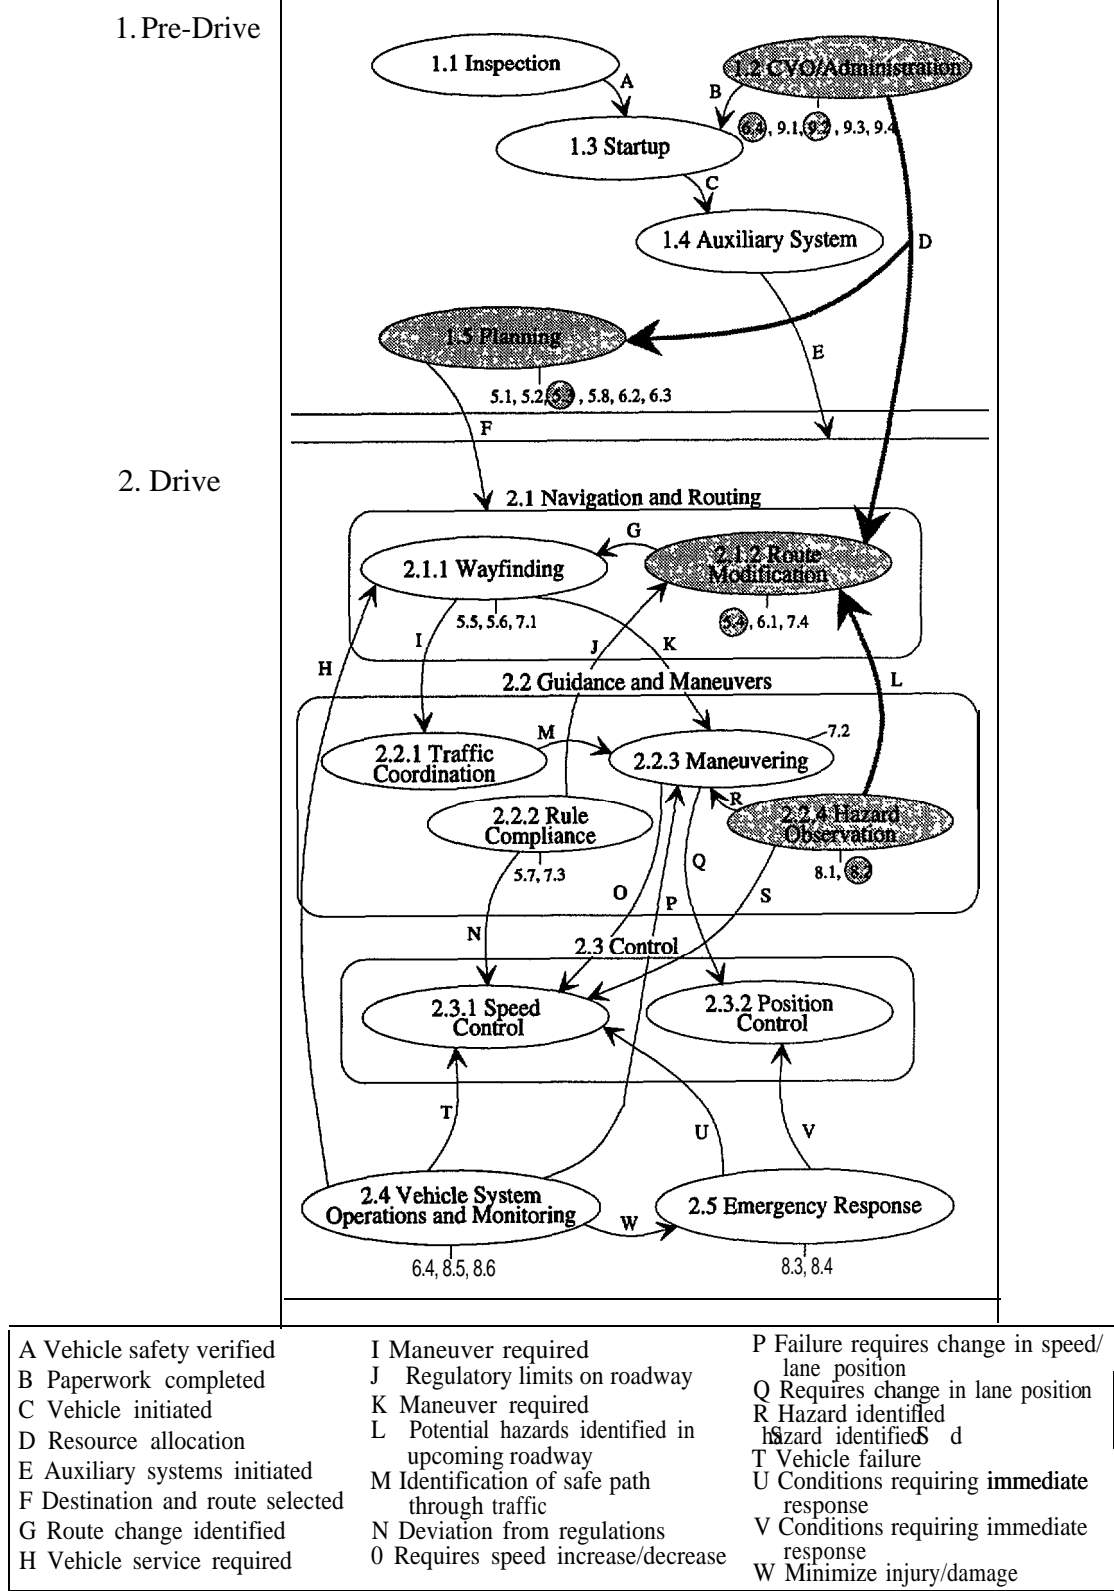 1. Pre-Drive
1.1 Inspection
1.2 CVO/Administration
A
B
6.4, 9.1, 9.2, 9.3, 9.4
1.3 Startup
C
1.4 Auxiliary System
D
1.5 Planning
E
5.1, 5.2, 5.3, 5.8, 6.2, 6.3
F
2. Drive
2.1 Navigation and Routing
G
2.1.1 Wayfinding
2.1.2 Route
Modification
5.5, 5.6, 7.1
5.4, 6.1, 7.4
I
J
K
H
L
2.2 Guidance and Maneuvers
M
7.2
2.2.1 Traffic
Coordination
2.2.3 Maneuvering
R
2.2.2 Rule
Compliance
2.2.4 Hazard
Observation
5.7, 7.3
Q
8.1, 8.2
O
P
S
N
2.3 Control
2.3.1 Speed
Control
2.3.2 Position
Control
T
U
V
2.4 Vehicle System
Operations and Monitoring
2.5 Emergency Response
W
6.4, 8.5, 8.6
8.3, 8.4
A Vehicle safety verified
B Paperwork completed
C Vehicle initiated
D Resource allocation
E Auxiliary systems initiated
F Destination and route selected
G Route change identified
H Vehicle service required
I Maneuver required
J Regulatory limits on roadway
K Maneuver required
L Potential hazards identified in
upcoming roadway
M Identification of safe path
through traffic
N Deviation from regulations
0 Requires speed increase/decrease
P Failure requires change in speed/
lane position
Q Requires change in lane position
R Hazard identified
hazard identified S d
T Vehicle failure
U Conditions requiring immediate
response
V Conditions requiring immediate
response
W Minimize injury/damage